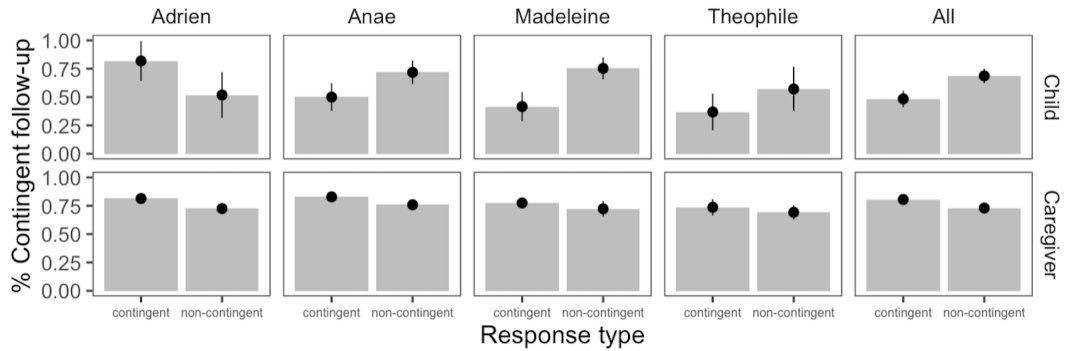 Adrien Anae Madeleine Theophile All
% Contingent follow-up
1.00
0.75
0.50
0.25
0.00
Child
1.00
0.75
0.50
0.25
0.00
Caregiver
contingent non-contingent contingent non-contingent contingent non-contingent contingent non-contingent contingent non-contingent
Response type